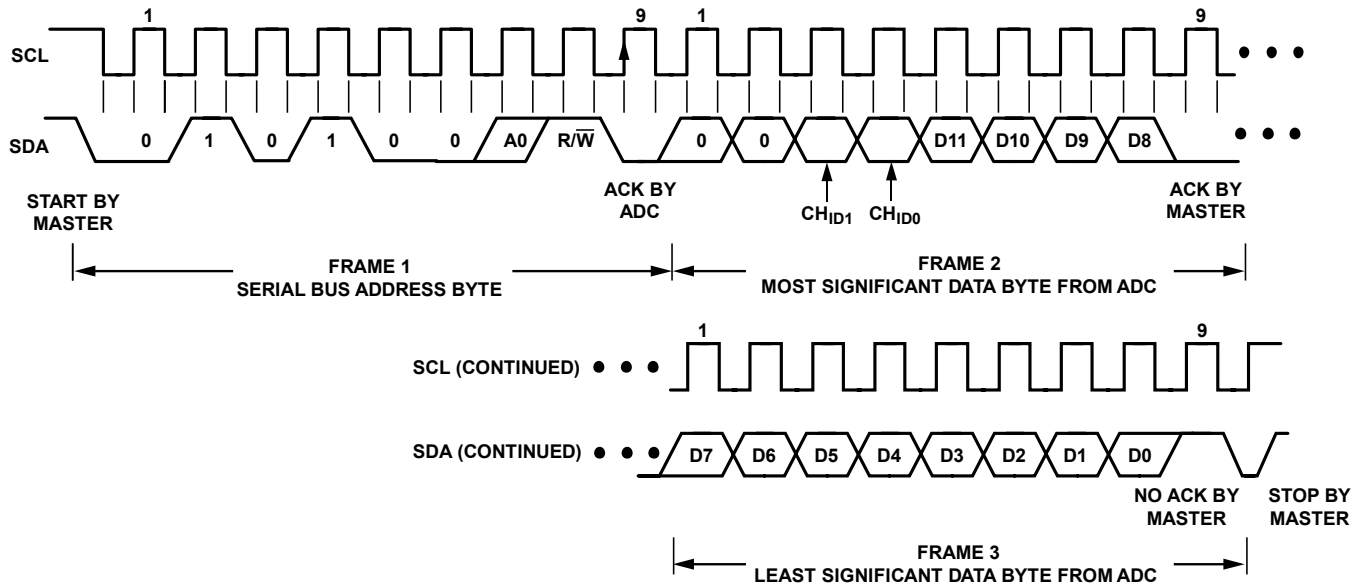 1 9 1 9
SCL
SDA 0 1 0 1 0 0 A0 R/W̅ 0 0 D11 D10 D9 D8
START BY
MASTER
ACK BY
ADC
CHID1 CHID0
ACK BY
MASTER
FRAME 1
SERIAL BUS ADDRESS BYTE
FRAME 2
MOST SIGNIFICANT DATA BYTE FROM ADC
1 9
SCL (CONTINUED)
SDA (CONTINUED) D7 D6 D5 D4 D3 D2 D1 D0
NO ACK BY
MASTER
STOP BY
MASTER
FRAME 3
LEAST SIGNIFICANT DATA BYTE FROM ADC